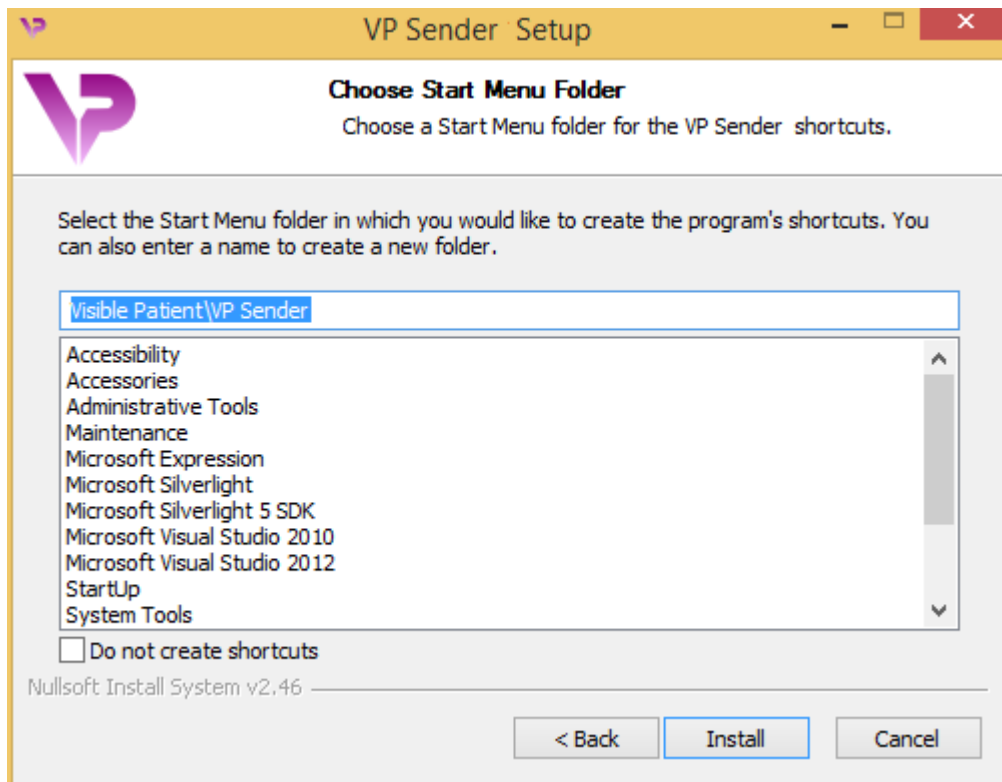 VP Sender Setup
VP
Choose Start Menu Folder
Choose a Start Menu folder for the VP Sender shortcuts.
Select the Start Menu folder in which you would like to create the program's shortcuts. You
can also enter a name to create a new folder.
Visible Patient\VP Sender
Accessibility
Accessories
Administrative Tools
Maintenance
Microsoft Expression
Microsoft Silverlight
Microsoft Silverlight 5 SDK
Microsoft Visual Studio 2010
Microsoft Visual Studio 2012
StartUp
System Tools
Do not create shortcuts
Nullsoft Install System v2.46
< Back
Install
Cancel